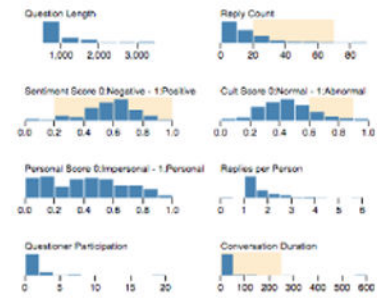 Question Length
1,000 2,000 3,000
Reply Count
0 20 40 60 80
Sentiment Score 0:Negative - 1:Positive
0.0 0.2 0.4 0.6 0.8 1.0
Cult Score 0:Normal - 1:Abnormal
0.0 0.2 0.4 0.6 0.8 1.0
Personal Score 0:Impersonal - 1:Personal
0.0 0.2 0.4 0.6 0.8 1.0
Replies per Person
0 1 2 3 4 5 6
Questioner Participation
0 5 10 15 20
Conversation Duration
0 100 200 300 400 500 600